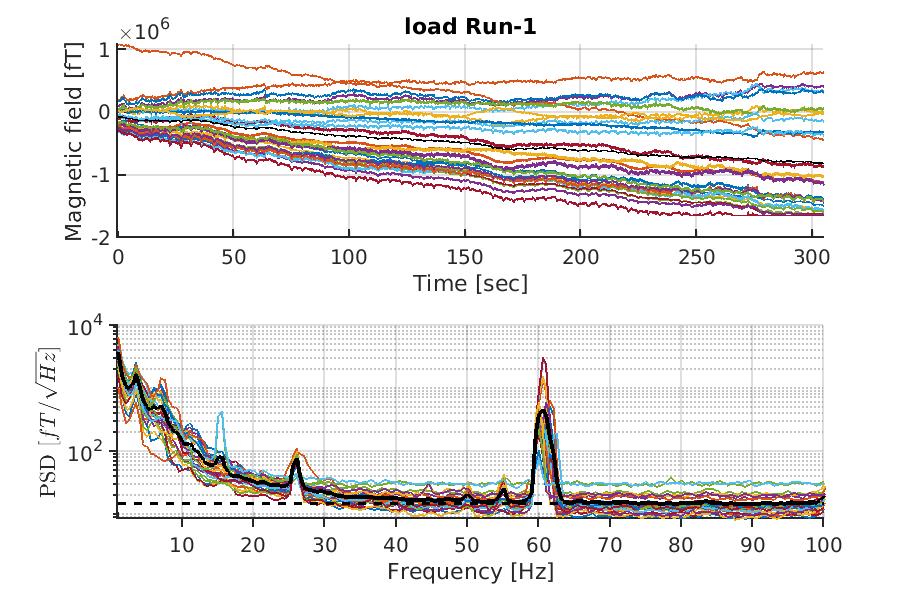 load Run-1
×10^6
Magnetic field [fT]
1
0
-1
-2
0 50 100 150 200 250 300
Time [sec]
PSD [fT/√Hz]
10^4
10^2
10 20 30 40 50 60 70 80 90 100
Frequency [Hz]